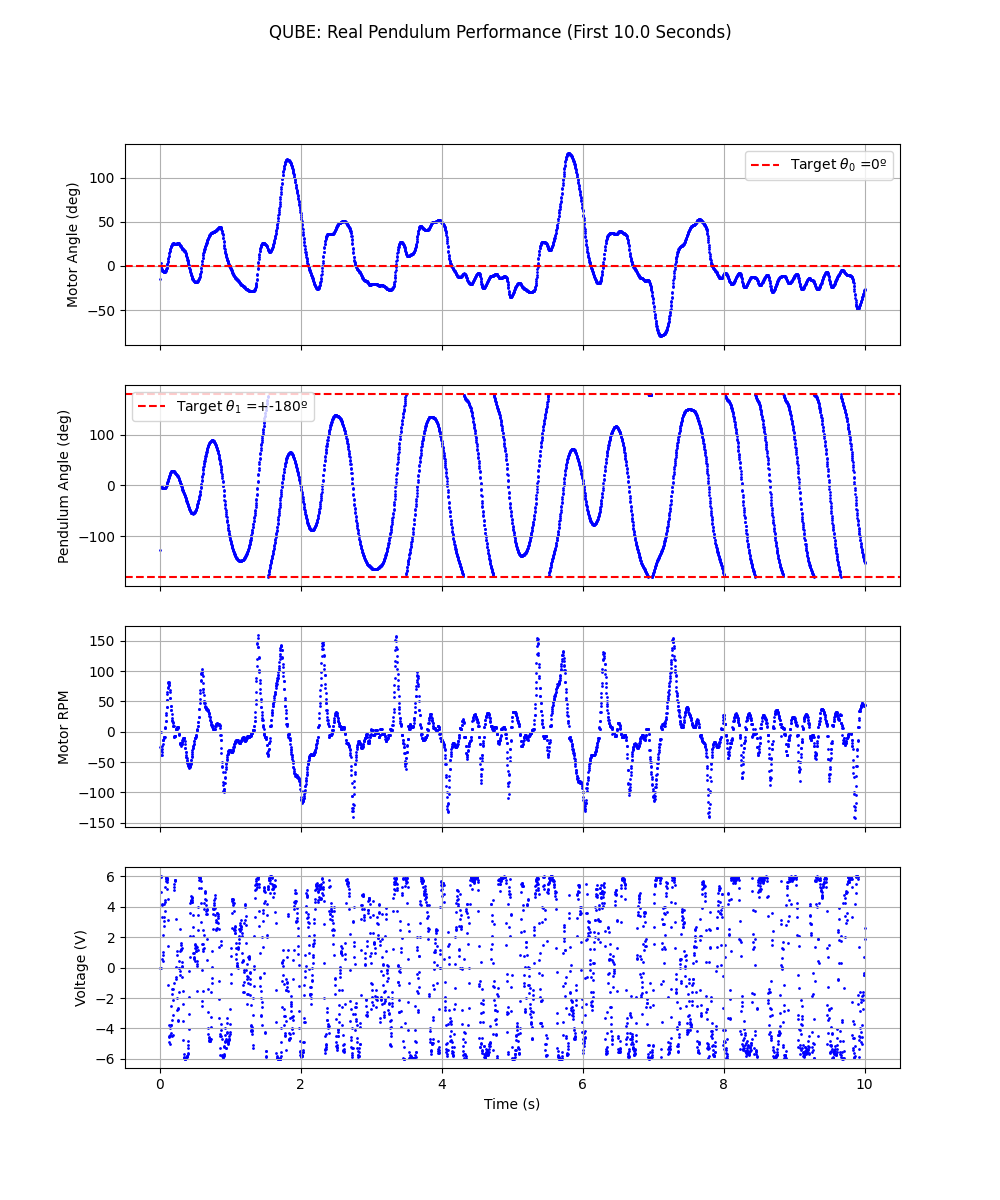 QUBE: Real Pendulum Performance (First 10.0 Seconds)
Motor Angle (deg)
100
50
0
−50
Target θ0 =0º
Pendulum Angle (deg)
100
0
−100
Target θ1 =+-180º
Motor RPM
150
100
50
0
−50
−100
−150
Voltage (V)
6
4
2
0
−2
−4
−6
0 2 4 6 8 10
Time (s)